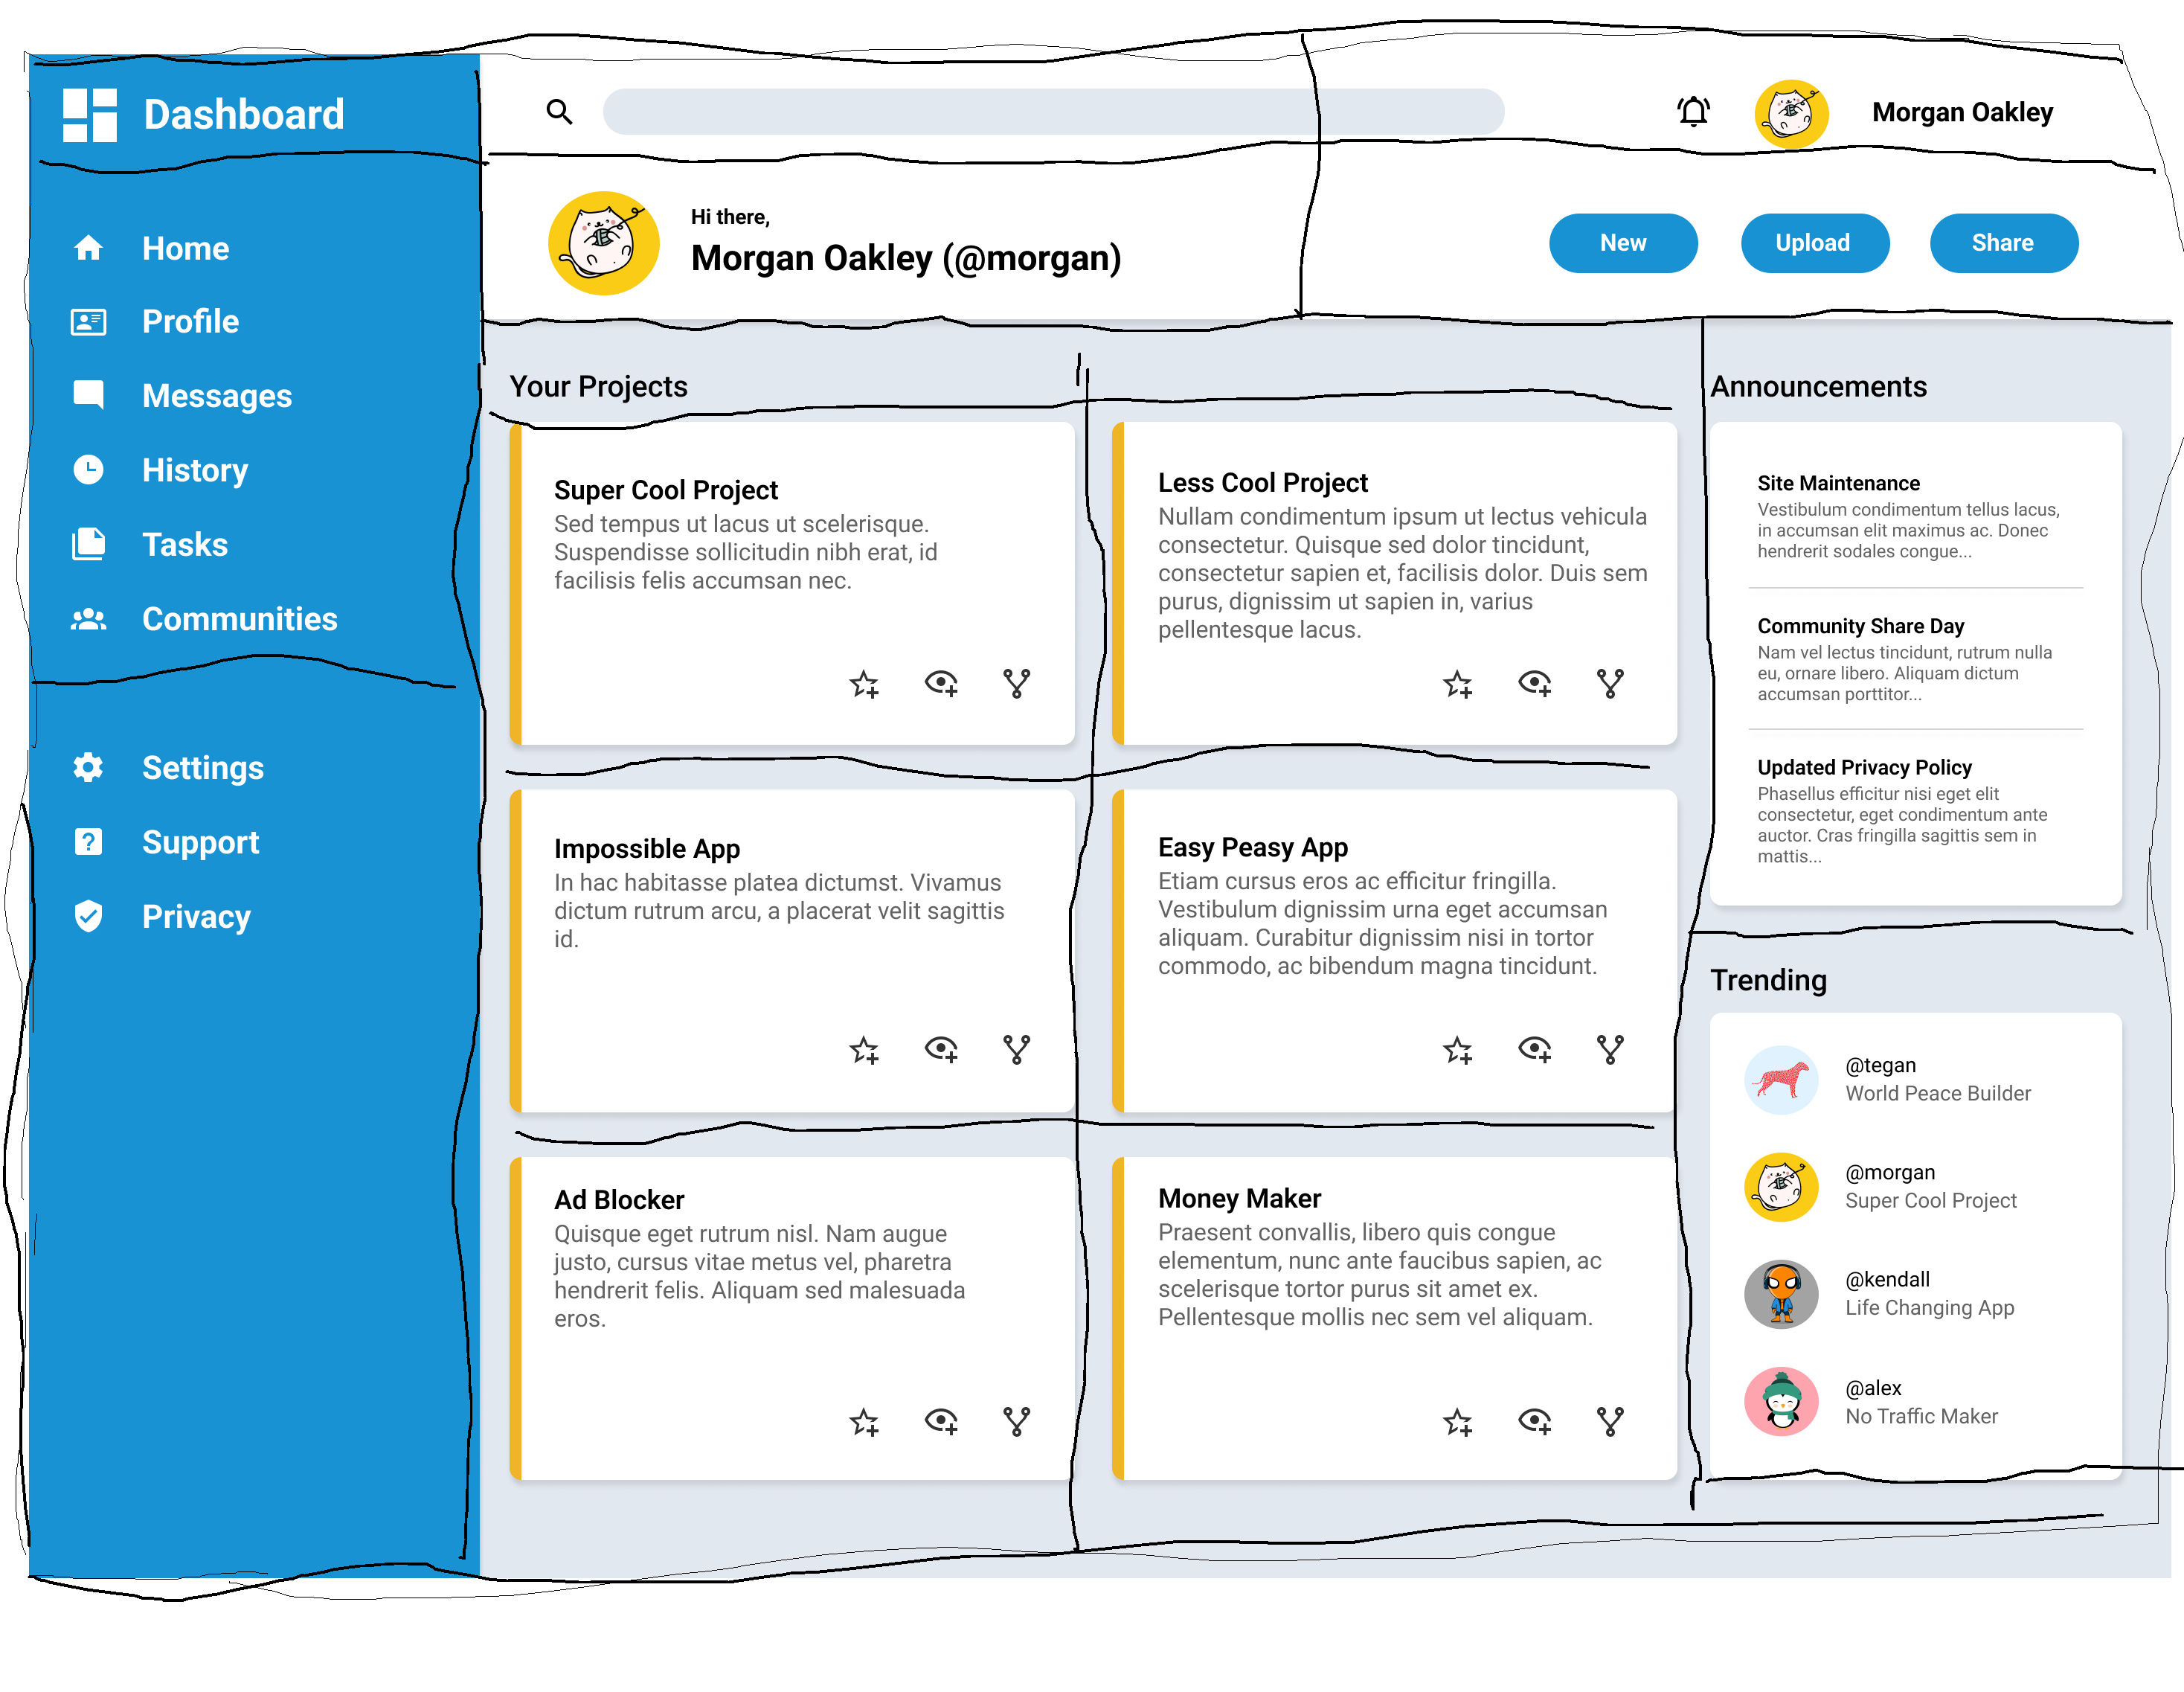 Dashboard
Home
Profile
Messages
History
Tasks
Communities
Settings
Support
Privacy
Morgan Oakley
Hi there,
Morgan Oakley (@morgan)
New
Upload
Share
Your Projects
Super Cool Project
Sed tempus ut lacus ut scelerisque.
Suspendisse sollicitudin nibh erat, id
facilisis felis accumsan nec.
Less Cool Project
Nullam condimentum ipsum ut lectus vehicula
consectetur. Quisque sed dolor tincidunt,
consectetur sapien et, facilisis dolor. Duis sem
purus, dignissim ut sapien in, varius
pellentesque lacus.
Impossible App
In hac habitasse platea dictumst. Vivamus
dictum rutrum arcu, a placerat velit sagittis
id.
Easy Peasy App
Etiam cursus eros ac efficitur fringilla.
Vestibulum dignissim urna eget accumsan
aliquam. Curabitur dignissim nisi in tortor
commodo, ac bibendum magna tincidunt.
Ad Blocker
Quisque eget rutrum nisl. Nam augue
justo, cursus vitae metus vel, pharetra
hendrerit felis. Aliquam sed malesuada
eros.
Money Maker
Praesent convallis, libero quis congue
elementum, nunc ante faucibus sapien, ac
scelerisque tortor purus sit amet ex.
Pellentesque mollis nec sem vel aliquam.
Announcements
Site Maintenance
Vestibulum condimentum tellus lacus,
in accumsan elit maximus ac. Donec
hendrerit sodales congue...
Community Share Day
Nam vel lectus tincidunt, rutrum nulla
eu, ornare libero. Aliquam dictum
accumsan porttitor...
Updated Privacy Policy
Phasellus efficitur nisi eget elit
consectetur, eget condimentum ante
auctor. Cras fringilla sagittis sem in
mattis...
Trending
@tegan
World Peace Builder
@morgan
Super Cool Project
@kendall
Life Changing App
@alex
No Traffic Maker